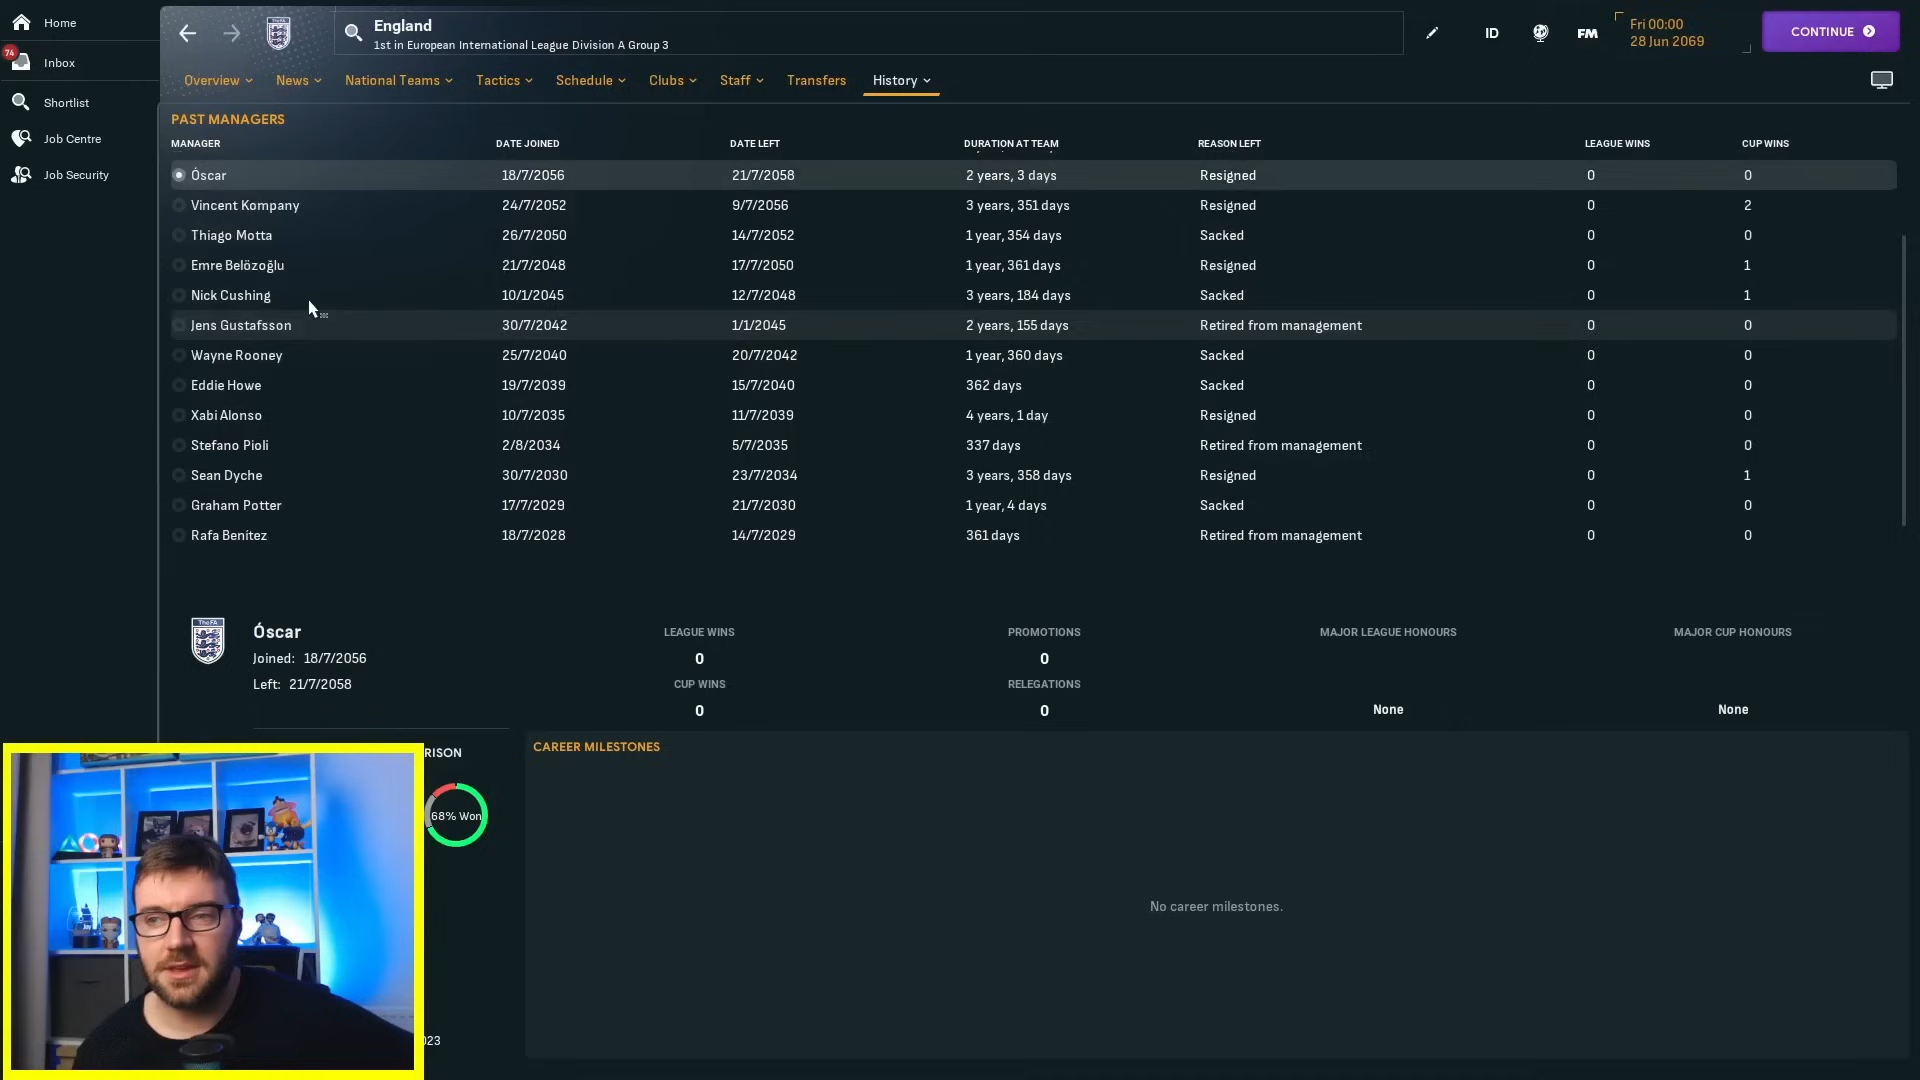 Home
74
Inbox
Shortlist
Job Centre
Job Security
England
1st in European International League Division A Group 3
ID
FM
Fri 00:00
28 Jun 2069
CONTINUE
Overview News National Teams Tactics Schedule Clubs Staff Transfers History
PAST MANAGERS
MANAGER DATE JOINED DATE LEFT DURATION AT TEAM REASON LEFT LEAGUE WINS CUP WINS
Óscar 18/7/2056 21/7/2058 2 years, 3 days Resigned 0 0
Vincent Kompany 24/7/2052 9/7/2056 3 years, 351 days Resigned 0 2
Thiago Motta 26/7/2050 14/7/2052 1 year, 354 days Sacked 0 0
Emre Belözoğlu 21/7/2048 17/7/2050 1 year, 361 days Resigned 0 1
Nick Cushing 10/1/2045 12/7/2048 3 years, 184 days Sacked 0 1
Jens Gustafsson 30/7/2042 1/1/2045 2 years, 155 days Retired from management 0 0
Wayne Rooney 25/7/2040 20/7/2042 1 year, 360 days Sacked 0 0
Eddie Howe 19/7/2039 15/7/2040 362 days Sacked 0 0
Xabi Alonso 10/7/2035 11/7/2039 4 years, 1 day Resigned 0 0
Stefano Pioli 2/8/2034 5/7/2035 337 days Retired from management 0 0
Sean Dyche 30/7/2030 23/7/2034 3 years, 358 days Resigned 0 1
Graham Potter 17/7/2029 21/7/2030 1 year, 4 days Sacked 0 0
Rafa Benítez 18/7/2028 14/7/2029 361 days Retired from management 0 0
The FA
Óscar
Joined: 18/7/2056
Left: 21/7/2058
LEAGUE WINS PROMOTIONS MAJOR LEAGUE HONOURS MAJOR CUP HONOURS
0 0
CUP WINS RELEGATIONS
0 0 None None
RISON
68% Won
023
CAREER MILESTONES
No career milestones.